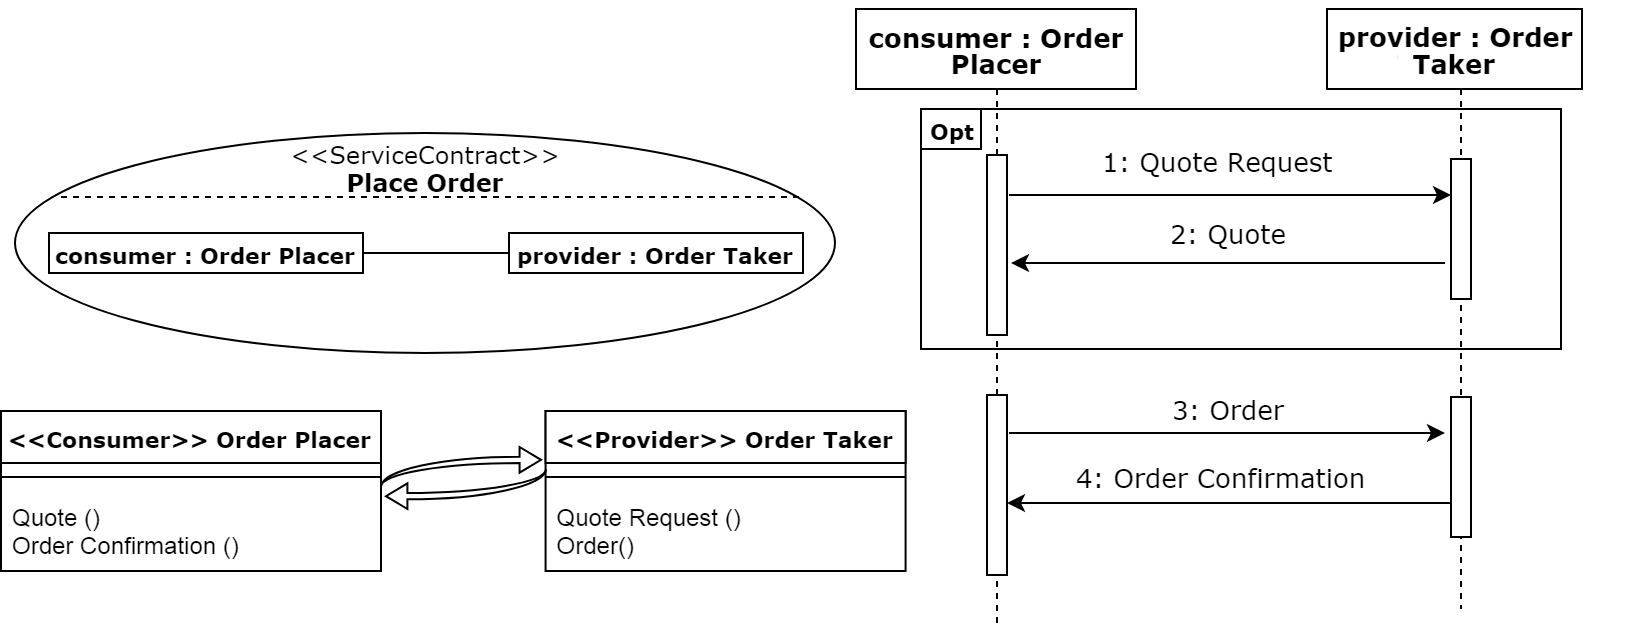 <<ServiceContract>>
Place Order
consumer : Order Placer
provider : Order Taker
<<Consumer>> Order Placer
Quote ()
Order Confirmation ()
<<Provider>> Order Taker
Quote Request ()
Order()
consumer : Order
Placer
provider : Order
Taker
Opt
1: Quote Request
2: Quote
3: Order
4: Order Confirmation